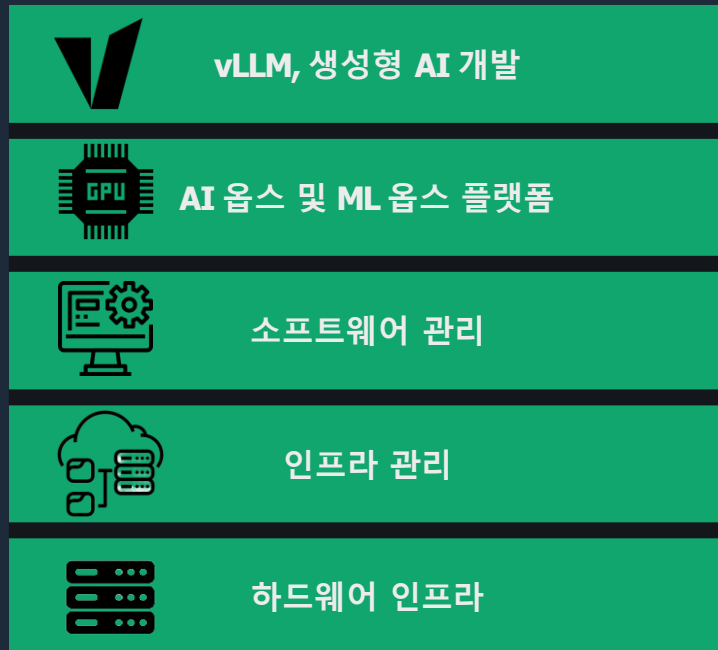 vLLM, 생성형 AI 개발
GPU
AI 옵스 및 ML 옵스 플랫폼
소프트웨어 관리
인프라 관리
하드웨어 인프라